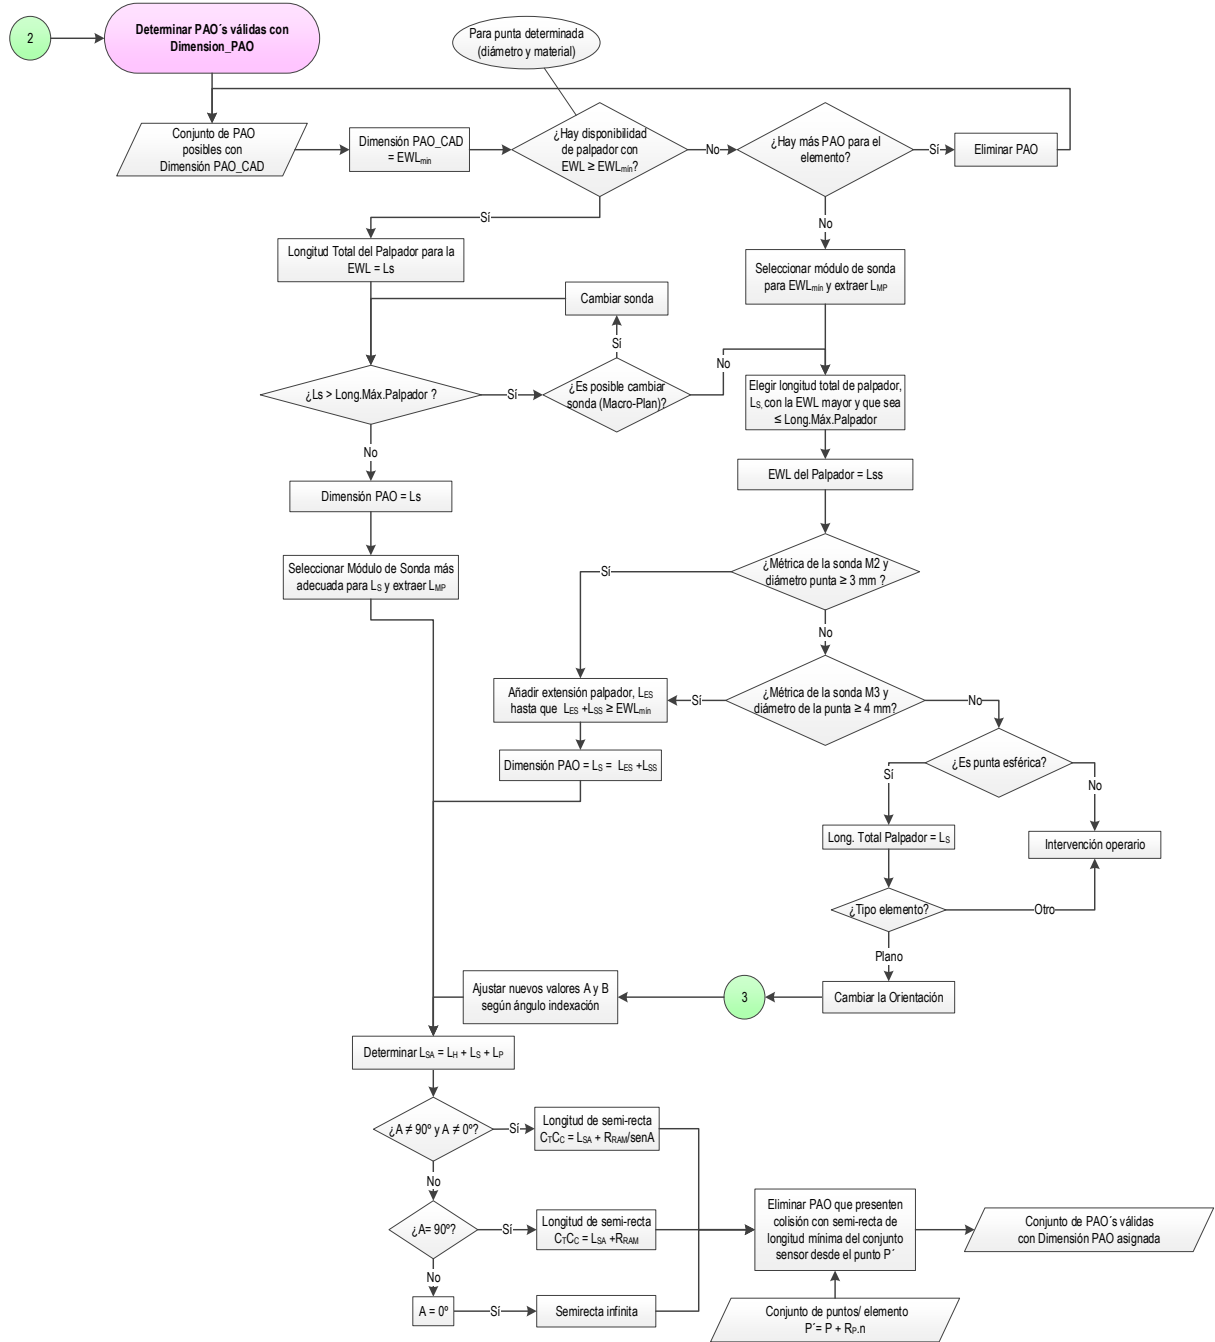 2
Determinar PAO´s válidas con
Dimension_PAO
Para punta determinada
(diámetro y material)
Conjunto de PAO
posibles con
Dimensión PAO_CAD
Dimensión PAO_CAD
= EWLmin
¿Hay disponibilidad
de palpador con
EWL ≥ EWLmin?
No
¿Hay más PAO para el
elemento?
Sí
Eliminar PAO
Sí
No
Longitud Total del Palpador para la
EWL = Ls
Seleccionar módulo de sonda
para EWLmin y extraer LMP
Cambiar sonda
Sí
No
¿Ls > Long.Máx.Palpador ?
Sí
¿Es posible cambiar
sonda (Macro-Plan)?
Elegir longitud total de palpador,
LS, con la EWL mayor y que sea
≤ Long.Máx.Palpador
No
EWL del Palpador = Lss
Dimensión PAO = Ls
Seleccionar Módulo de Sonda más
adecuada para LS y extraer LMP
¿Métrica de la sonda M2 y
diámetro punta ≥ 3 mm ?
Sí
No
Añadir extensión palpador, LES
hasta que LES +LSS ≥ EWLmin
Sí
¿Métrica de la sonda M3 y
diámetro de la punta ≥ 4 mm?
No
Dimensión PAO = LS = LES +LSS
¿Es punta esférica?
Sí
No
Long. Total Palpador = LS
Intervención operario
¿Tipo elemento?
Otro
Plano
Ajustar nuevos valores A y B
según ángulo indexación
3
Cambiar la Orientación
Determinar LSA = LH + LS + LP
¿A ≠ 90º y A ≠ 0º?
Sí
Longitud de semi-recta
CTCC = LSA + RRAM/senA
No
¿A= 90º?
Sí
Longitud de semi-recta
CTCC = LSA +RRAM
Eliminar PAO que presenten
colisión con semi-recta de
longitud mínima del conjunto
sensor desde el punto P´
Conjunto de PAO´s válidas
con Dimensión PAO asignada
No
A = 0º
Sí
Semirecta infinita
Conjunto de puntos/ elemento
P´= P + RP.n